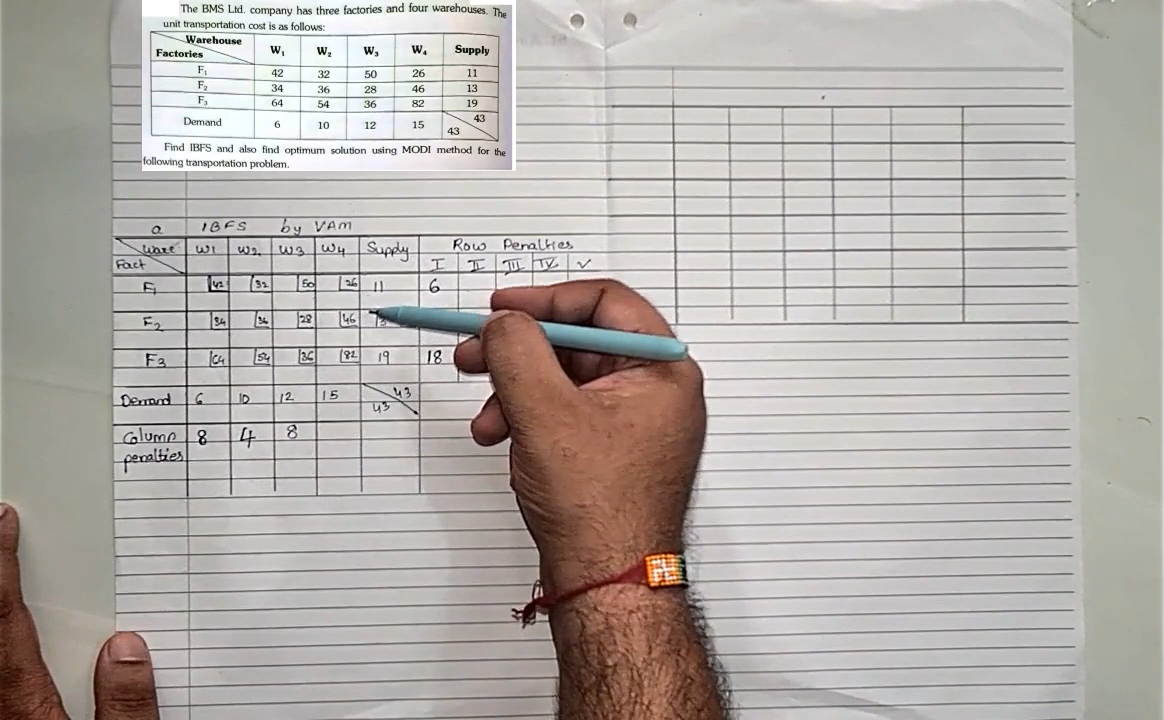 The BMS Ltd. company has three factories and four warehouses. The
unit transportation cost is as follows:
Warehouse
Factories W₁ W₂ W₃ W₄ Supply
F₁ 42 32 50 26 11
F₂ 34 36 28 46 13
F₃ 64 54 36 82 19
Demand 6 10 12 15 43 43
Find IBFS and also find optimum solution using MODI method for the
following transportation problem.
a IBFS by VAM
Ware W1 W2 W3 W4 Supply Row Penalties
Fact I II III IV V
F1 42 32 50 26 11 6
F2 34 36 28 46
F3 64 54 36 82 19 18
Demand 6 10 12 15 43 43
Column 8 4 8
penalties